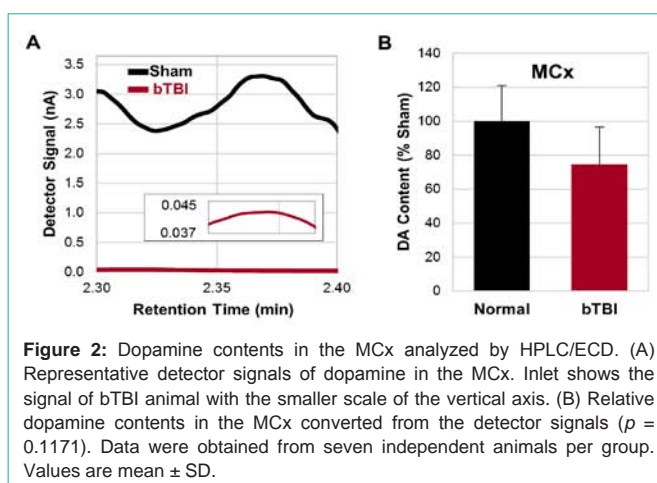 A
B
3.5
3.0
2.5
2.0
1.5
1.0
0.5
0.0
Detector Signal (nA)
Sham
bTBI
0.045
0.037
2.30
2.35
2.40
Retention Time (min)
140
120
100
80
60
40
20
0
DA Content (% Sham)
MCx
Normal
bTBI
Figure 2: Dopamine contents in the MCx analyzed by HPLC/ECD. (A)
Representative detector signals of dopamine in the MCx. Inlet shows the
signal of bTBI animal with the smaller scale of the vertical axis. (B) Relative
dopamine contents in the MCx converted from the detector signals (p =
0.1171). Data were obtained from seven independent animals per group.
Values are mean ± SD.